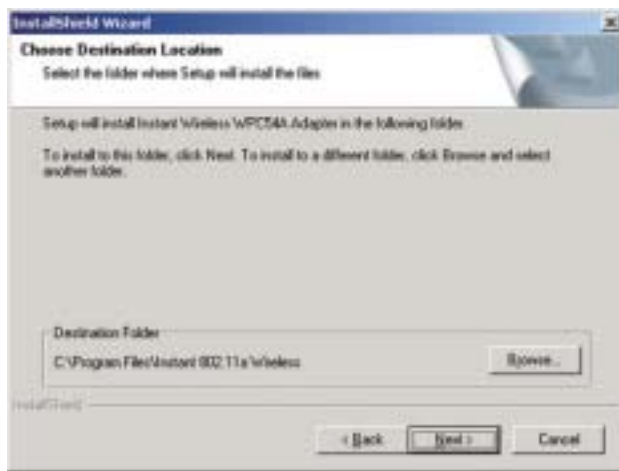 InstallShield Wizard
Choose Destination Location
Select the folder where Setup will install the files
Setup will install Instant Wireless WPC54A Adapter in the following folder.
To install to this folder, click Next. To install to a different folder, click Browse and select
another folder.
Destination Folder
C:\Program Files\Instant 802.11a Wireless
Browse...
InstallShield
< Back
Next >
Cancel